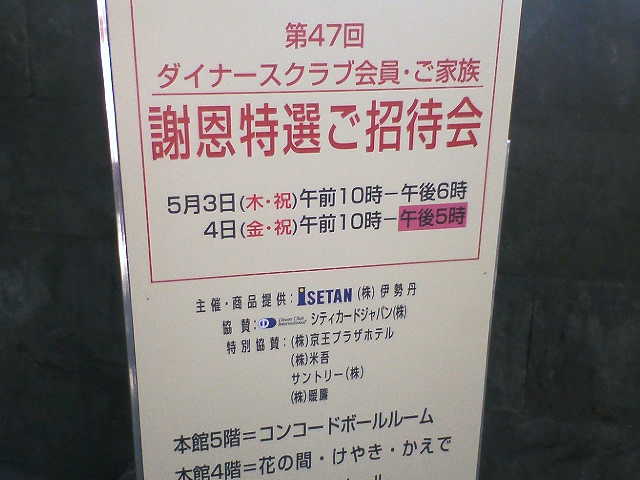 第47回
ダイナースクラブ会員・ご家族
謝恩特選ご招待会
5月3日(木・祝)午前10時ー午後6時
4日(金・祝)午前10時ー午後5時
主催・商品提供：ISETAN (株)伊勢丹
協賛：Diners Club International シティカードジャパン(株)
特別協賛：(株)京王プラザホテル
(株)米吾
サントリー(株)
(株)暖簾
本館5階＝コンコードボールルーム
本館4階＝花の間・けやき・かえで